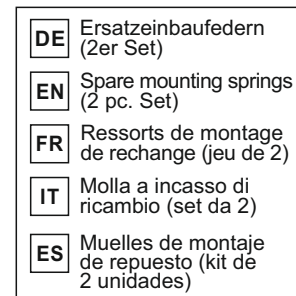 DE Ersatzeinbaufedern
(2er Set)
EN Spare mounting springs
(2 pc. Set)
FR Ressorts de montage
de rechange (jeu de 2)
IT Molla a incasso di
ricambio (set da 2)
ES Muelles de montaje
de repuesto (kit de
2 unidades)